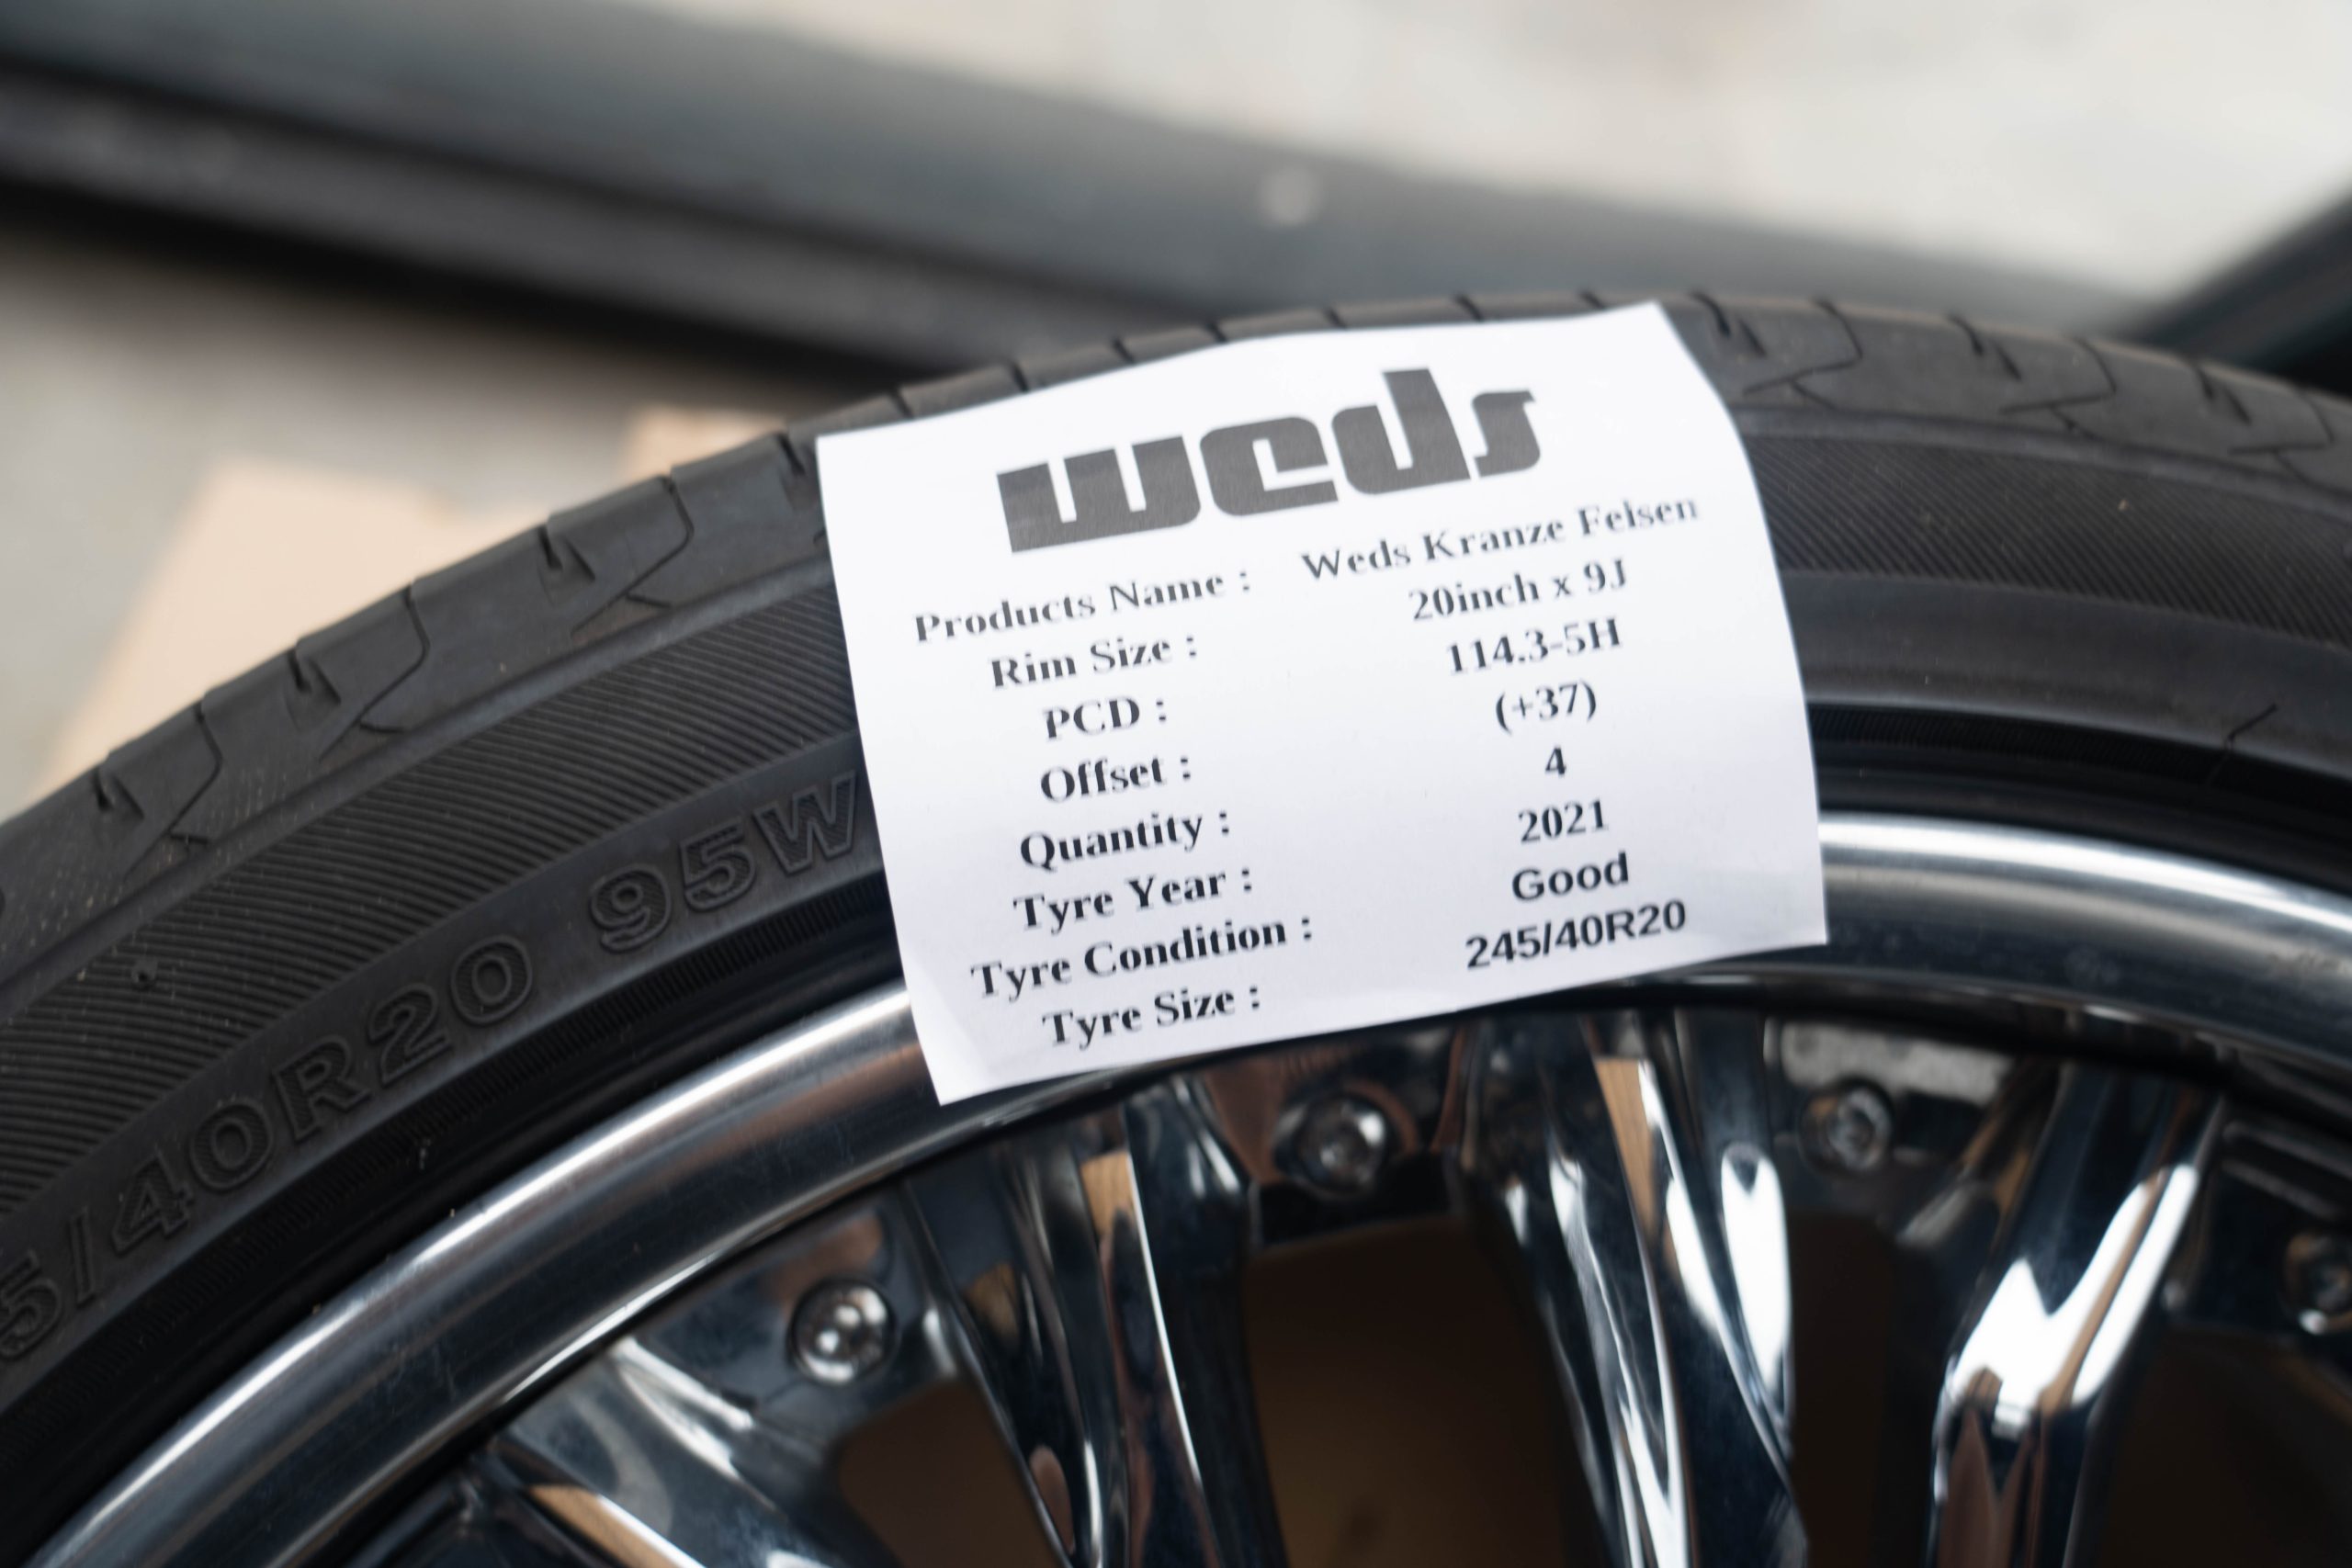 weds
Products Name : Weds Kranze Felsen
Rim Size : 20inch x 9J
PCD : 114.3-5H
Offset : (+37)
Quantity : 4
Tyre Year : 2021
Tyre Condition : Good
Tyre Size : 245/40R20
5/40R20 95W